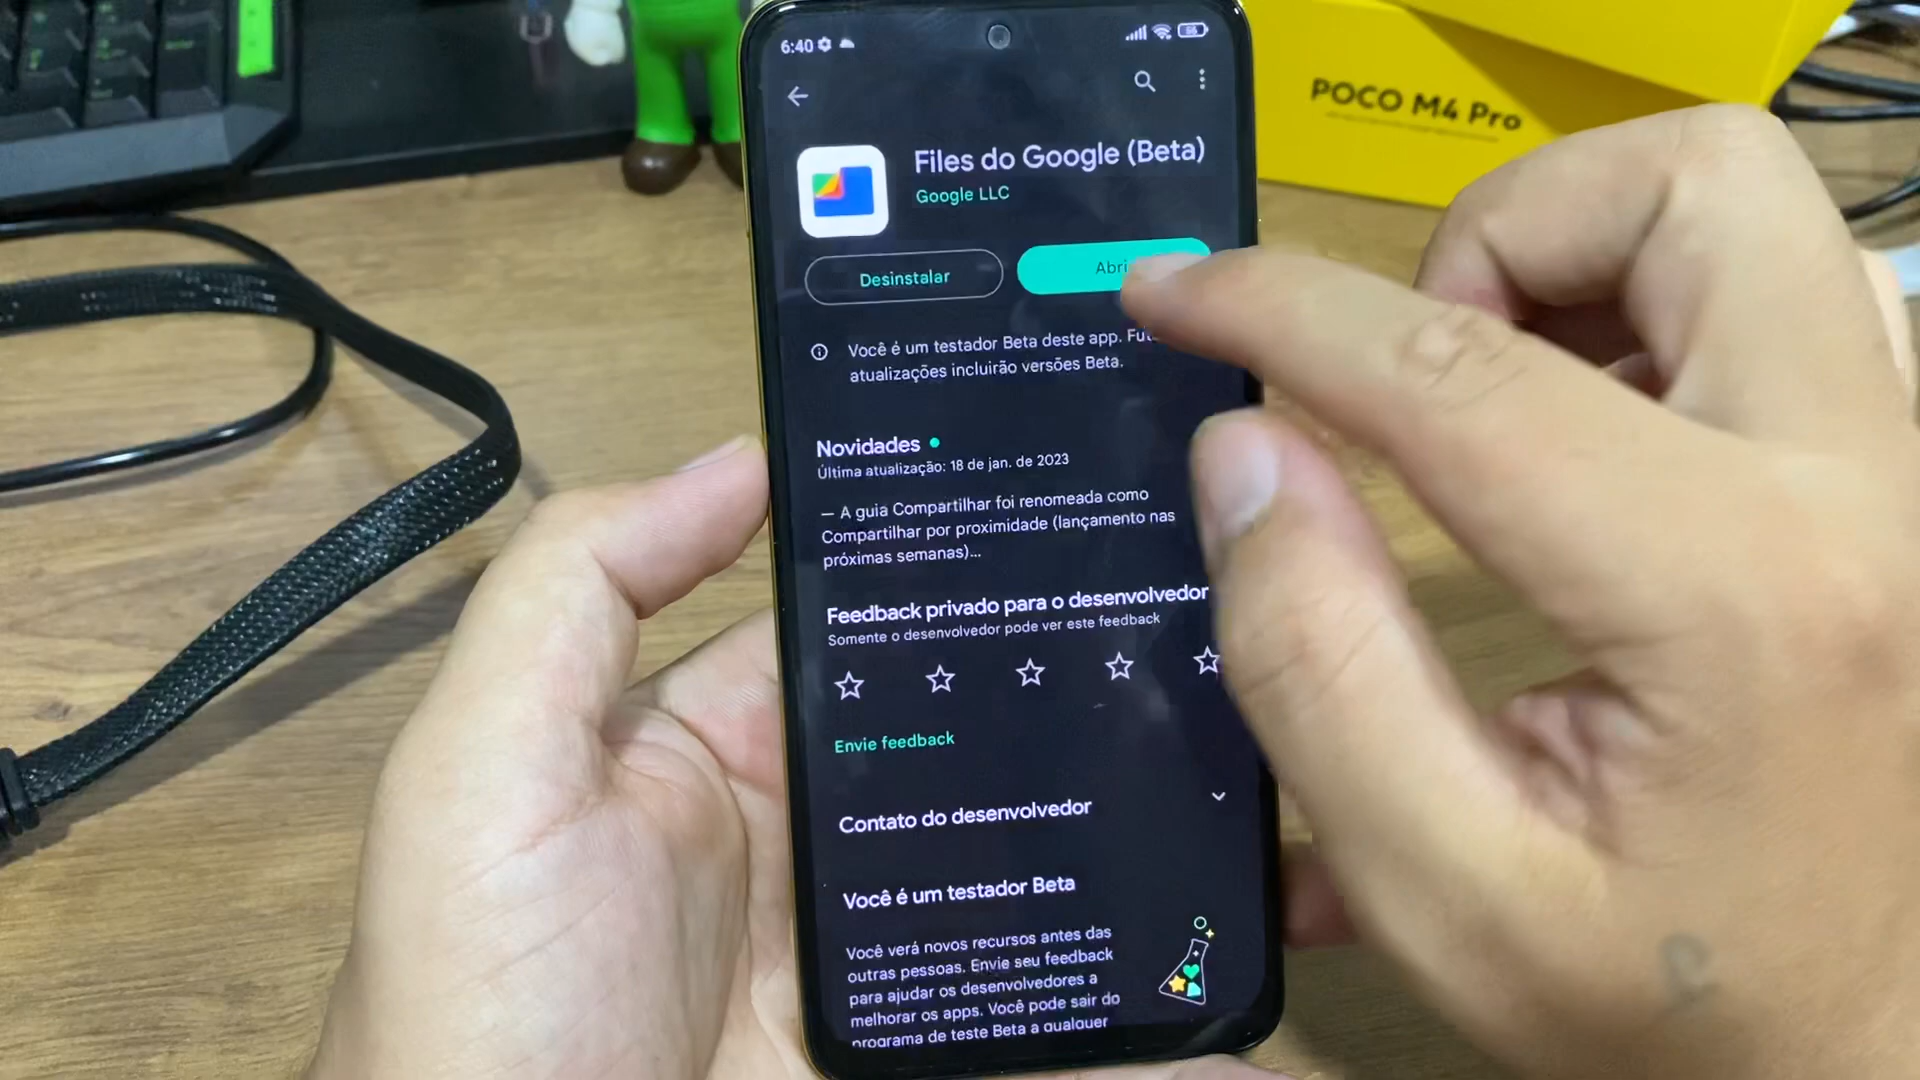 6:40
POCO M4 Pro
Files do Google (Beta)
Google LLC
Desinstalar
Abri
Você é um testador Beta deste app. Fut
atualizações incluirão versões Beta.
Novidades
Última atualização: 18 de jan. de 2023
— A guia Compartilhar foi renomeada como
Compartilhar por proximidade (lançamento nas
próximas semanas)...
Feedback privado para o desenvolvedor
Somente o desenvolvedor pode ver este feedback
Envie feedback
Contato do desenvolvedor
Você é um testador Beta
Você verá novos recursos antes das
outras pessoas. Envie seu feedback
para ajudar os desenvolvedores a
melhorar os apps. Você pode sair do
programa de teste Beta a qualquer